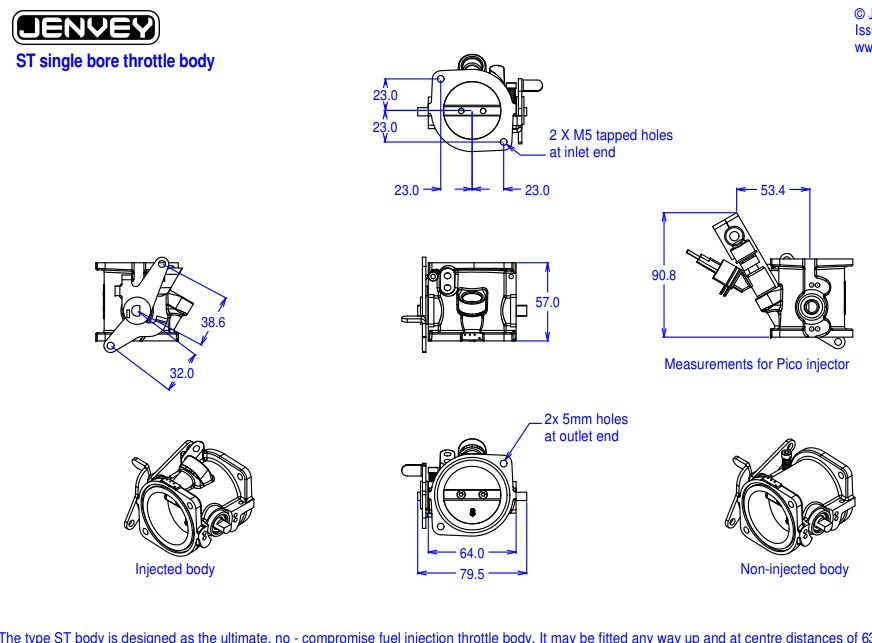 JENVEY
ST single bore throttle body
©
23.0
23.0
2 X M5 tapped holes
at inlet end
23.0
23.0
53.4
90.8
57.0
38.6
32.0
Measurements for Pico injector
2x 5mm holes
at outlet end
64.0
79.5
Injected body
Non-injected body
The type ST body is designed as the ultimate, no - compromise fuel injection throttle body. It may be fitted any way up and at centre distances of